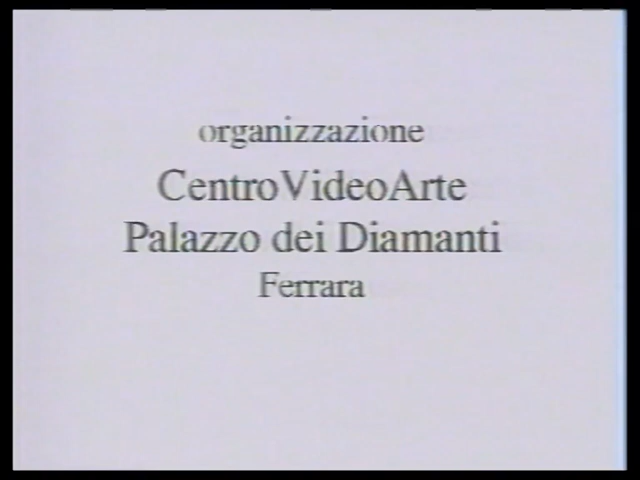 organizzazione
CentroVideoArte
Palazzo dei Diamanti
Ferrara